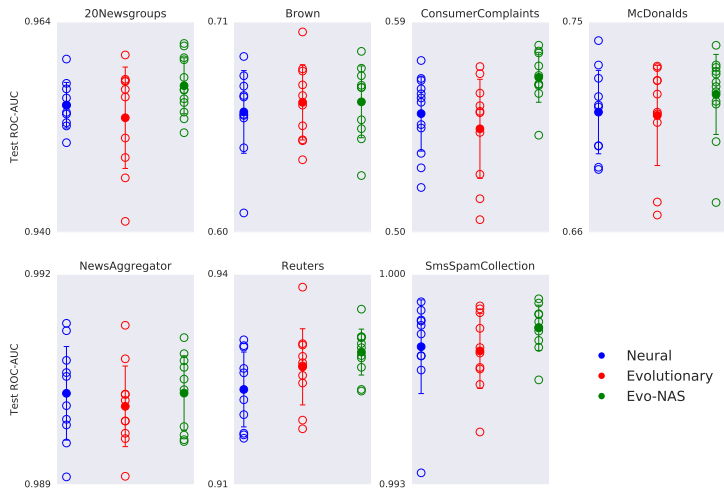 20Newsgroups
Brown
ConsumerComplaints
McDonalds
0.964
0.71
0.59
0.75
Test ROC-AUC
0.940
0.60
0.50
0.66
NewsAggregator
Reuters
SmsSpamCollection
0.992
0.94
1.000
Test ROC-AUC
Neural
Evolutionary
Evo-NAS
0.989
0.91
0.993